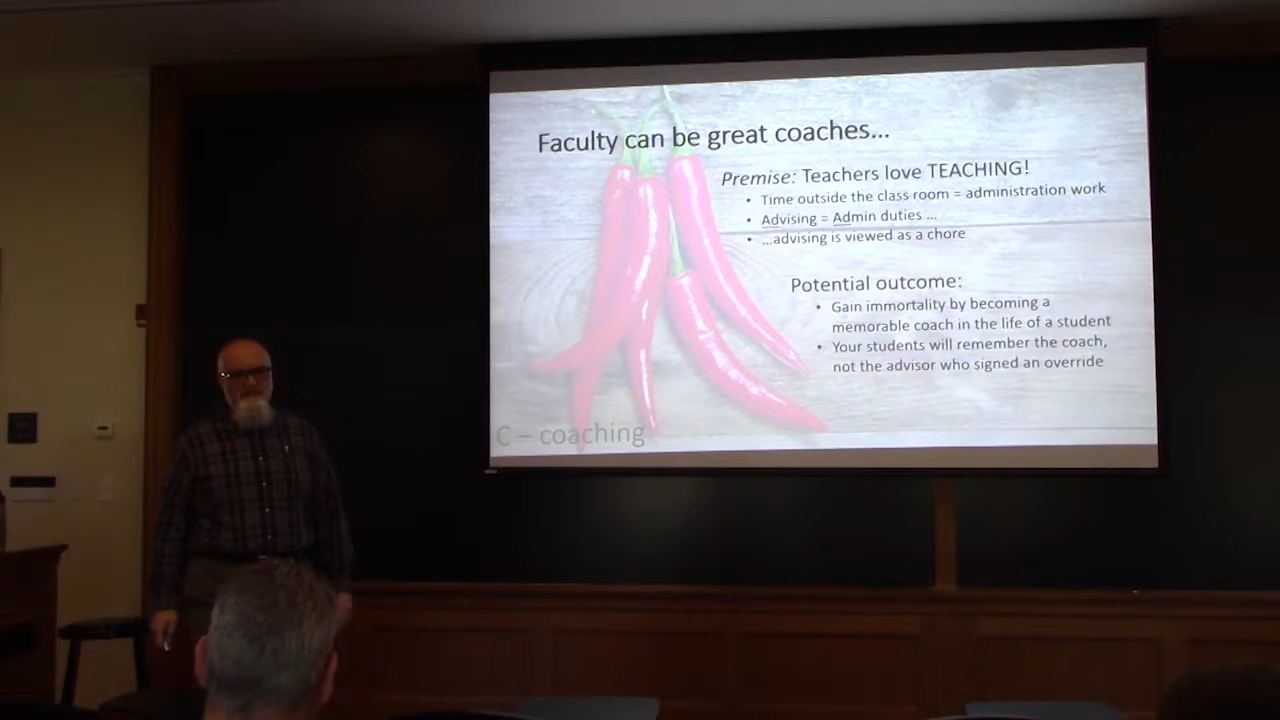 Faculty can be great coaches...
Premise: Teachers love TEACHING!
• Time outside the class room = administration work
• Advising = Admin duties ...
• ...advising is viewed as a chore
Potential outcome:
• Gain immortality by becoming a
memorable coach in the life of a student
• Your students will remember the coach,
not the advisor who signed an override
C – coaching